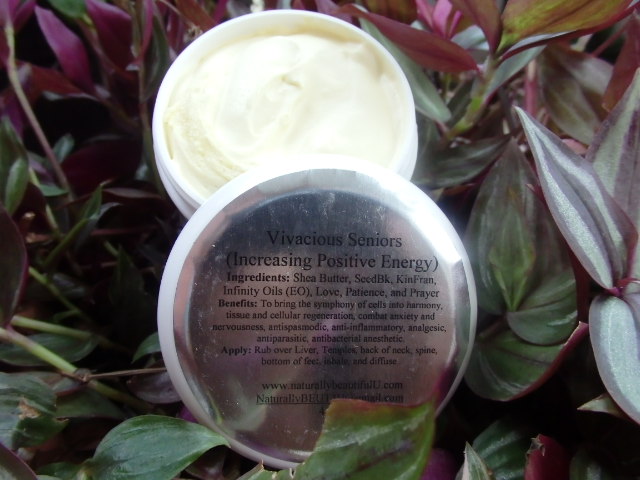 Vivacious Seniors
(Increasing Positive Energy)
Ingredients: Shea Butter, SeedBk, KinFran,
Infinity Oils (EO), Love, Patience, and Prayer
Benefits: To bring the symphony of cells into harmony,
tissue and cellular regeneration, combat anxiety and
nervousness, antispasmodic, anti-inflammatory, analgesic,
antiparasitic, antibacterial anesthetic.
Apply: Rub over Liver, Temples, back of neck, spine,
bottom of feet, inhale, and diffuse
www.naturallybeautifulU.com